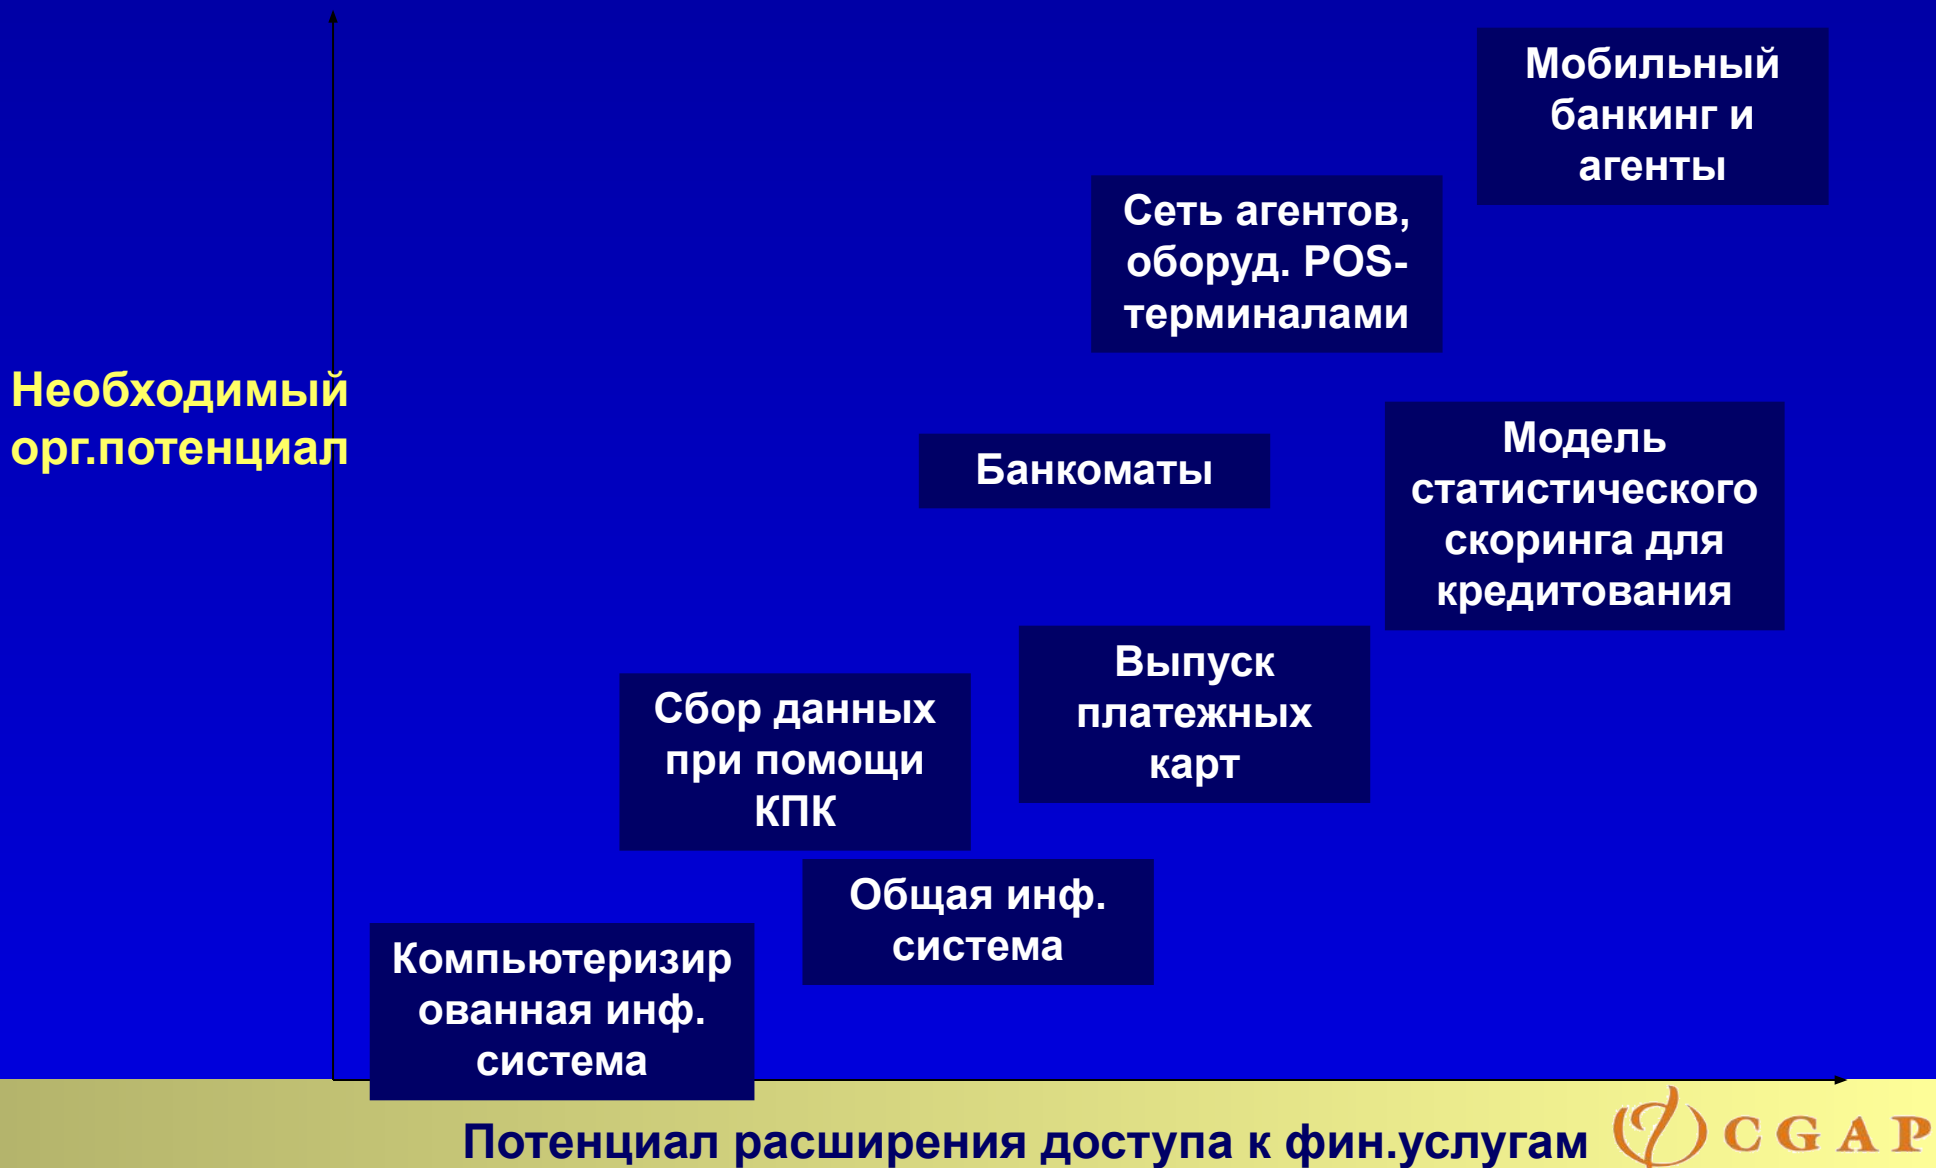 Мобильный
банкинг и
агенты
Сеть агентов,
оборуд. POS-
терминалами
Необходимый
орг.потенциал
Банкоматы
Модель
статистического
скоринга для
кредитования
Выпуск
платежных
карт
Сбор данных
при помощи
КПК
Общая инф.
система
Компьютеризир
ованная инф.
система
Потенциал расширения доступа к фин.услугам
CGAP